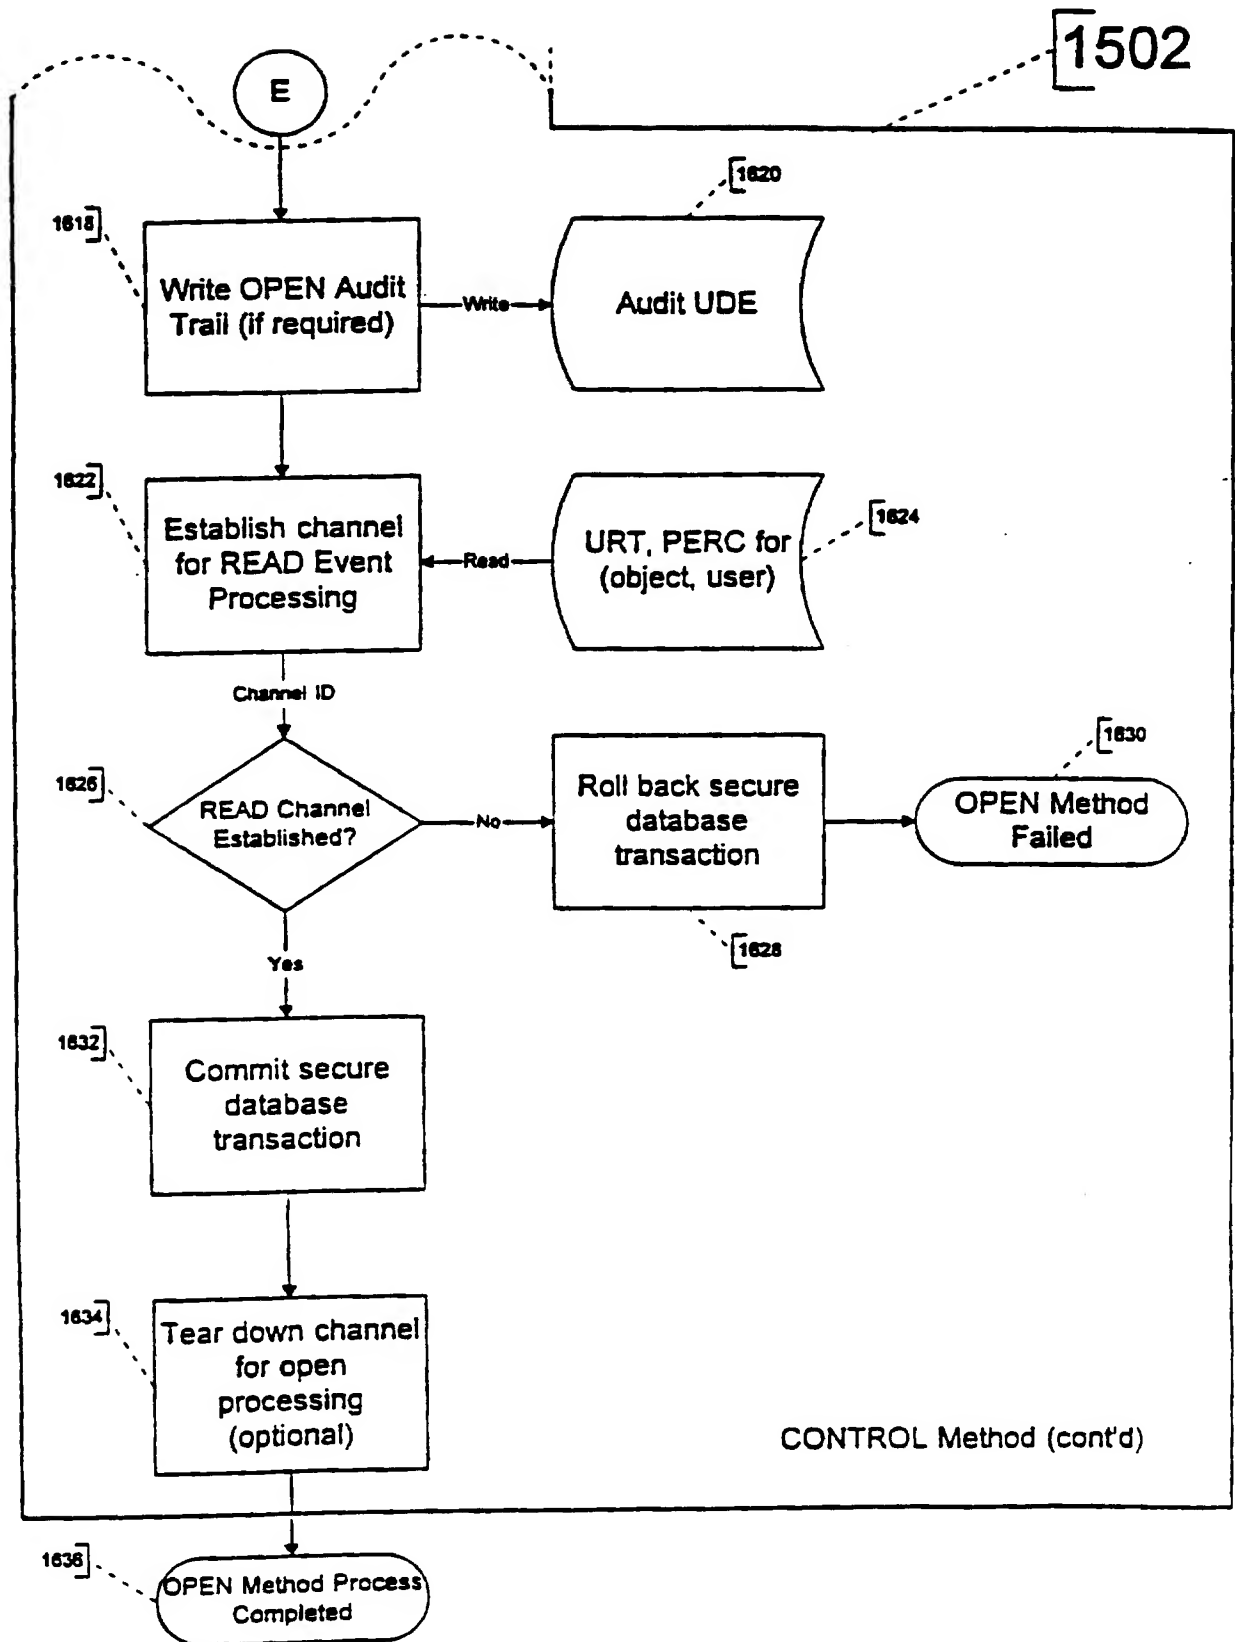 1502
E
1620
1618
Write OPEN Audit
Trail (if required)
Write
Audit UDE
1622
1624
Establish channel
for READ Event
Processing
Read
URT, PERC for
(object, user)
Channel ID
1630
1626
READ Channel
Established?
No
Roll back secure
database
transaction
OPEN Method
Failed
1628
Yes
1632
Commit secure
database
transaction
1634
Tear down channel
for open
processing
(optional)
CONTROL Method (cont'd)
1636
OPEN Method Process
Completed